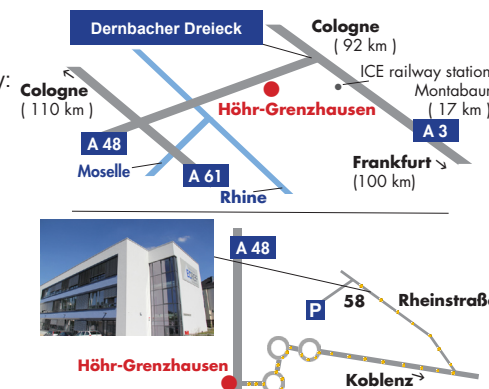 Dernbacher Dreieck
Cologne
( 92 km )
y:
Cologne
( 110 km )
ICE railway station
Montabaur
( 17 km )
Höhr-Grenzhausen
A 48
A 3
Moselle
A 61
Frankfurt
(100 km)
Rhine
A 48
P
58
Rheinstraße
Höhr-Grenzhausen
Koblenz